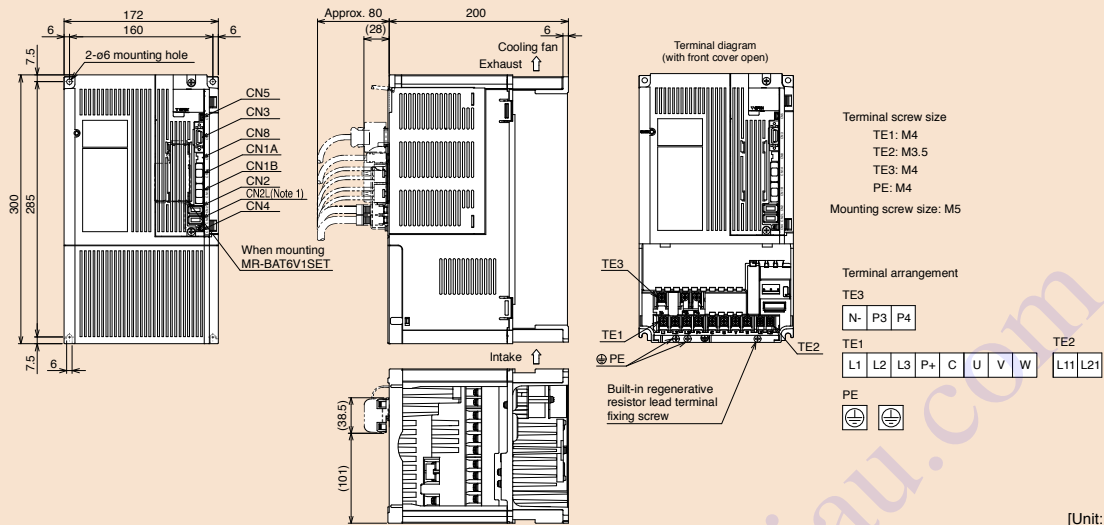 172
6 160 6
7.5
2-ø6 mounting hole
300
285
7.5
6
CN5
CN3
CN8
CN1A
CN1B
CN2
CN2L(Note 1)
CN4
When mounting
MR-BAT6V1SET
Approx. 80 200
(28) 6
Cooling fan
Exhaust
Intake
(38.5)
(101)
Terminal diagram
(with front cover open)
TE3
TE1
TE2
PE
Built-in regenerative
resistor lead terminal
fixing screw
Terminal screw size
TE1: M4
TE2: M3.5
TE3: M4
PE: M4
Mounting screw size: M5
Terminal arrangement
TE3
N- P3 P4
TE1 TE2
L1 L2 L3 P+ C U V W L11 L21
PE
[Unit:
iau.com